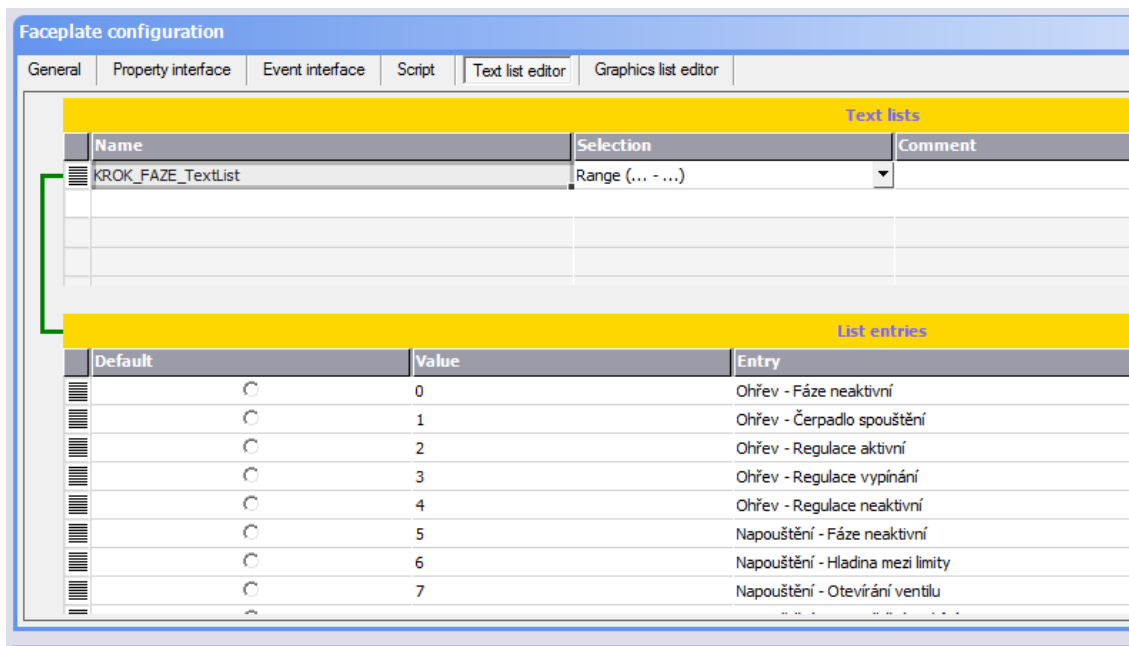 Faceplate configuration
General Property interface Event interface Script Text list editor Graphics list editor
Text lists
Name Selection Comment
KROK_FAZE_TextList Range (... - ...)
List entries
Default Value Entry
0 Ohřev - Fáze neaktivní
1 Ohřev - Čerpadlo spouštění
2 Ohřev - Regulace aktivní
3 Ohřev - Regulace vypínání
4 Ohřev - Regulace neaktivní
5 Napouštění - Fáze neaktivní
6 Napouštění - Hladina mezi limity
7 Napouštění - Otevírání ventilu